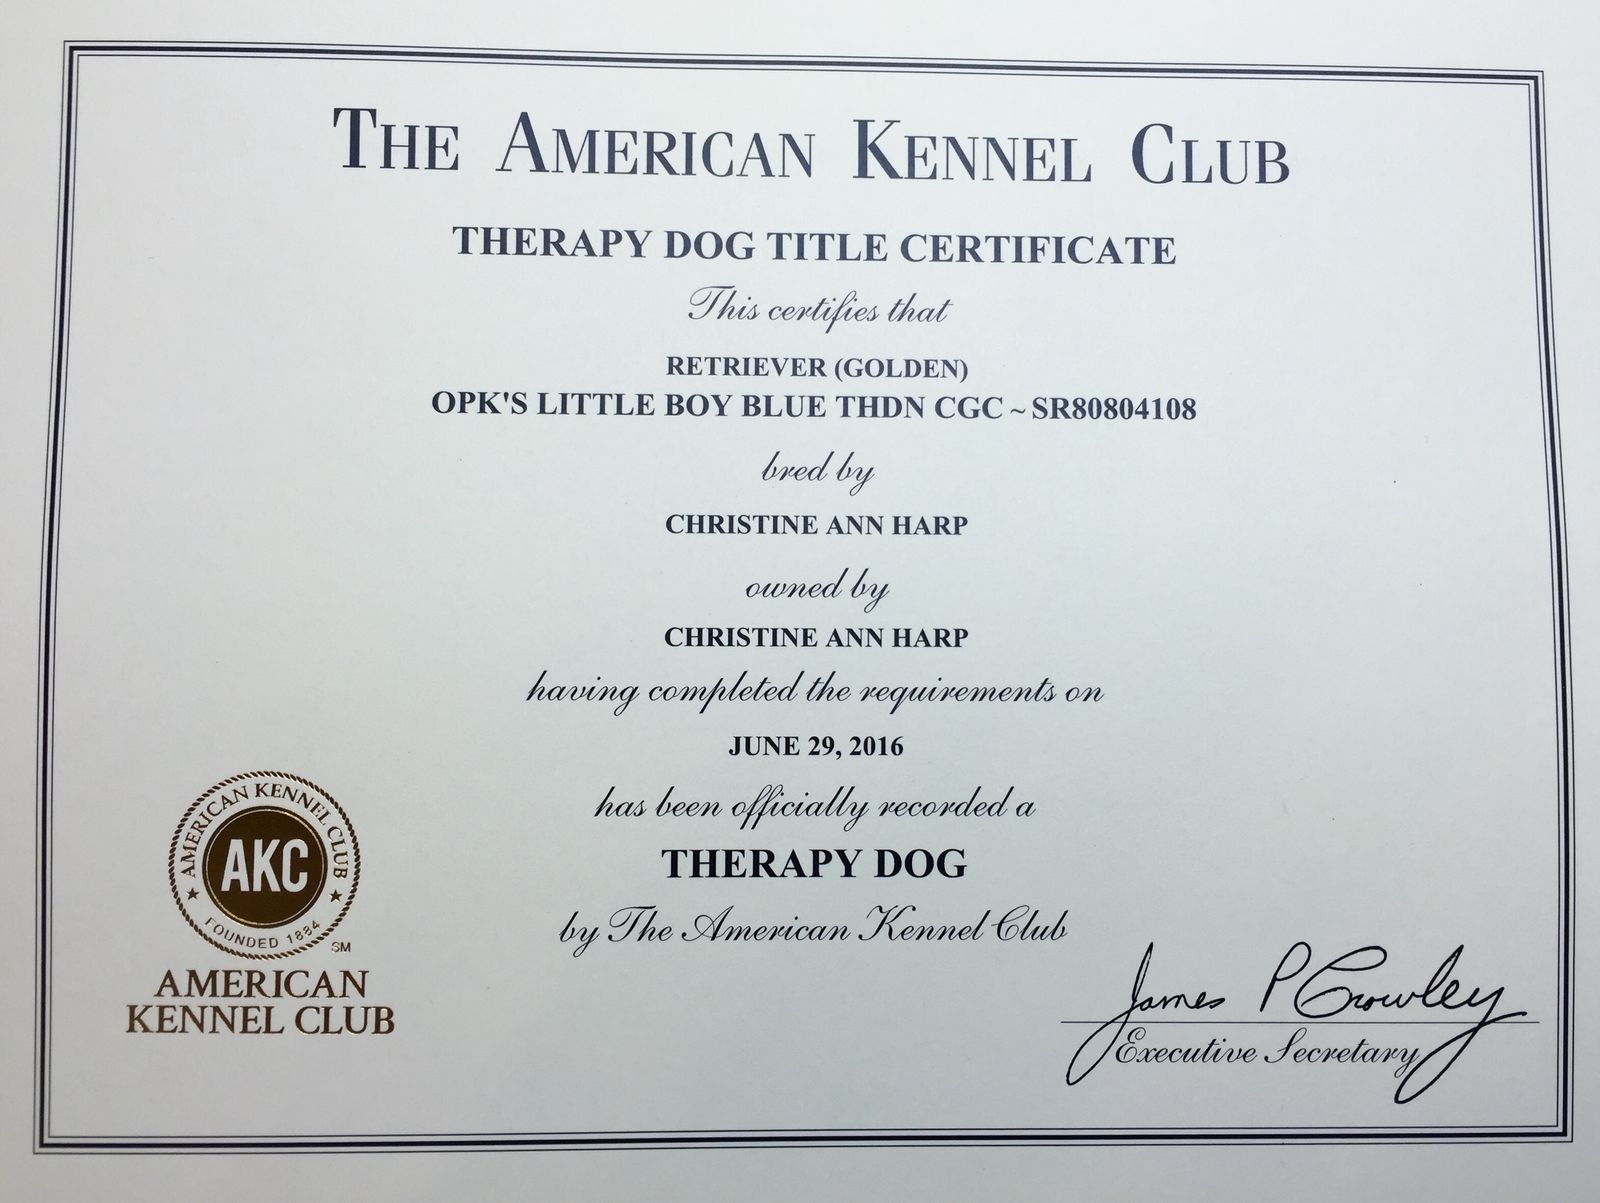 THE AMERICAN KENNEL CLUB
THERAPY DOG TITLE CERTIFICATE
This certifies that
RETRIEVER (GOLDEN)
OPK'S LITTLE BOY BLUE THDN CGC ~ SR80804108
bred by
CHRISTINE ANN HARP
owned by
CHRISTINE ANN HARP
having completed the requirements on
JUNE 29, 2016
has been officially recorded a
THERAPY DOG
by The American Kennel Club
AMERICAN KENNEL CLUB
AKC
FOUNDED 1884
SM
AMERICAN
KENNEL CLUB
James P Crowley
Executive Secretary